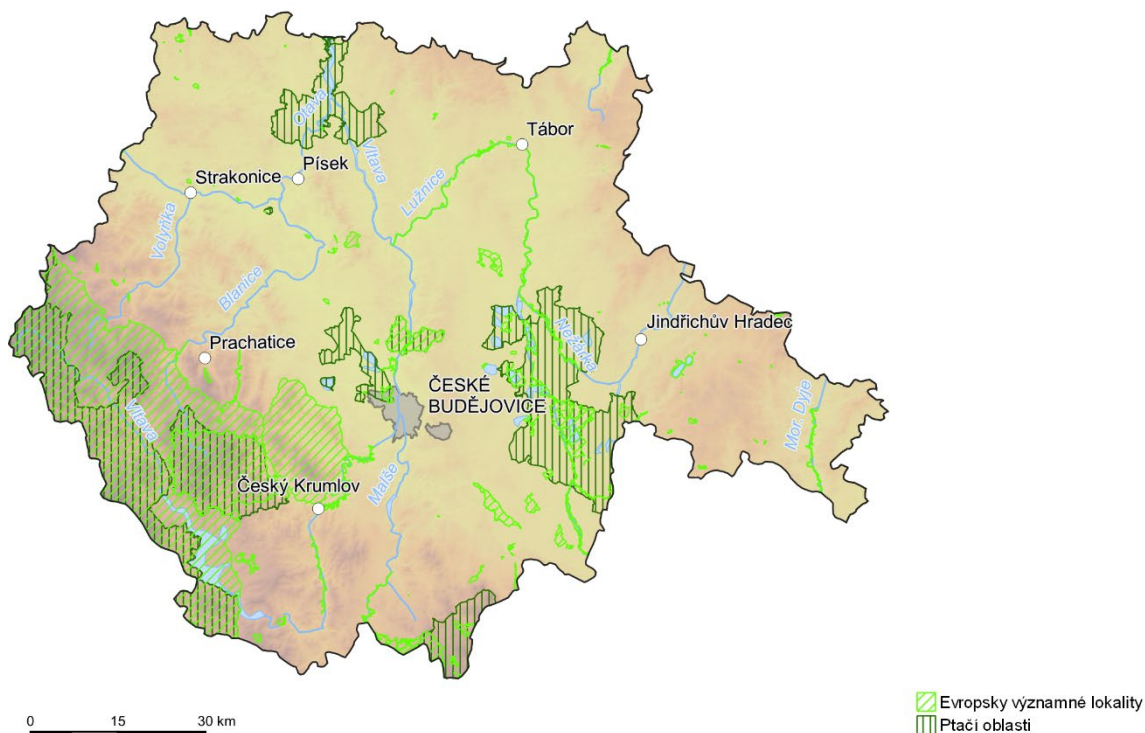 Tábor
Otava
Vltava
Písek
Strakonice
Lužnice
Volyňka
Blanice
Jindřichův Hradec
Nežárka
Prachatice
ČESKÉ
BUDĚJOVICE
Mor. Dyje
Vltava
Malše
Český Krumlov
0 15 30 km
Evropsky významné lokality
Ptačí oblasti